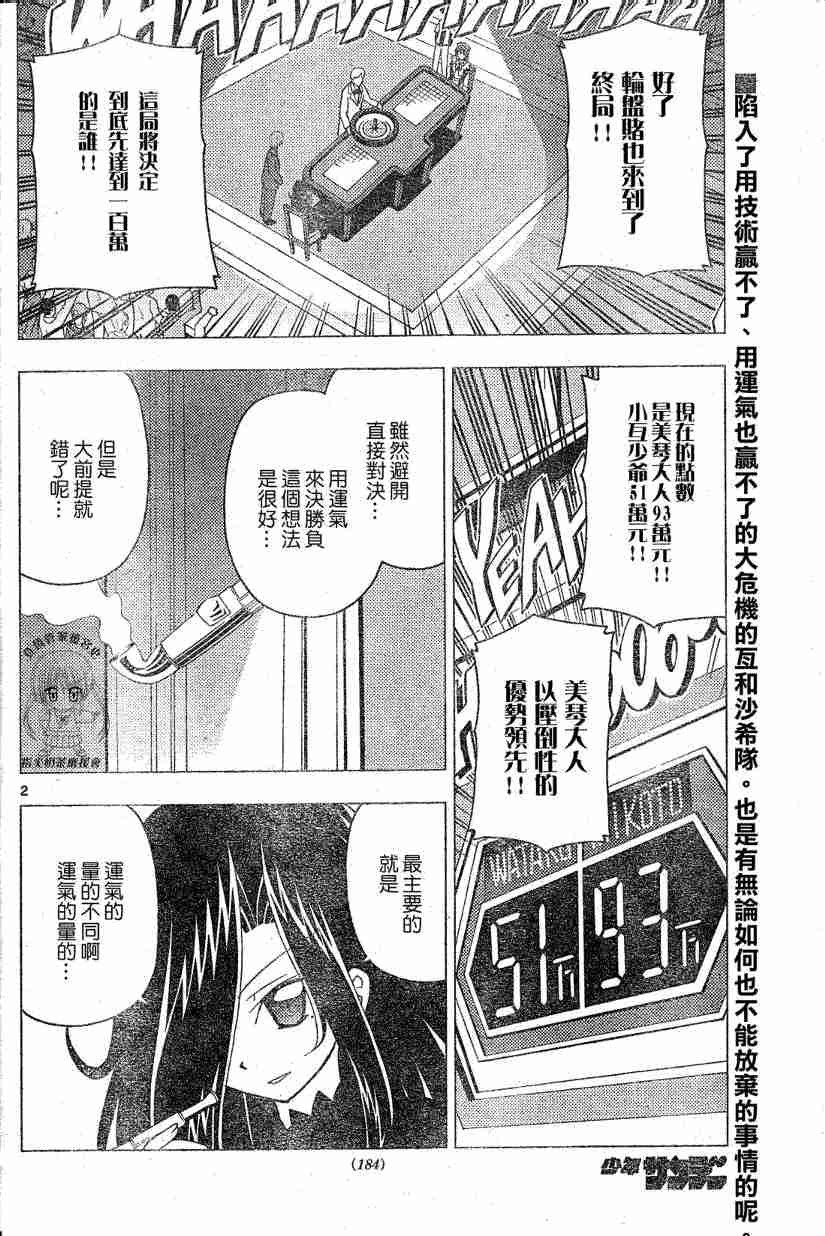 WHAAAAAAAAAAAA
陷入了用技術贏不了、用運氣也贏不了的大危機的亙和沙希隊。也是有無論如何也不能放棄的事情的呢。
好了
輪盤賭也來到了
終局!!
這局將決定
到底先達到一百萬
的是誰!!
現在的點數
是美琴大人93萬元!!
小亙少爺51萬元!!
YEAH
美琴大人
以壓倒性的
優勢領先!!
WATARU
MIKOTO
51万
93万
雖然避開
直接對決…
用運氣
來決勝負
這個想法
是很好…
但是
大前提就
錯了呢…
2
最主要的
就是
運氣的
量的不同啊
運氣的量的…
(184)
少年サンデー